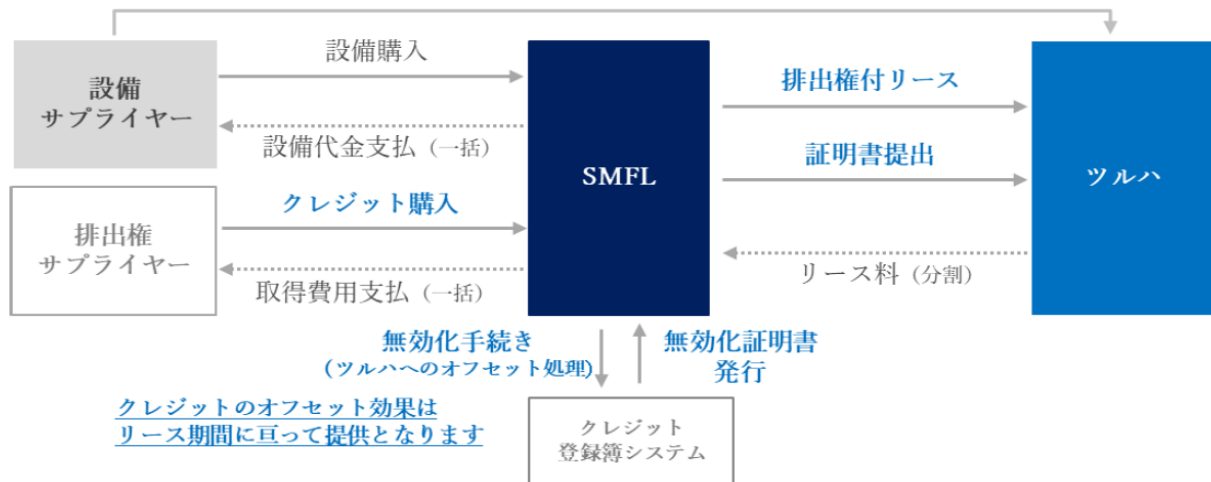 設備
サプライヤー
設備購入
設備代金支払（一括）
排出権
サプライヤー
クレジット購入
取得費用支払（一括）
SMFL
排出権付リース
証明書提出
リース料（分割）
ツルハ
無効化手続き
(ツルハへのオフセット処理)
無効化証明書
発行
クレジットのオフセット効果は
リース期間に亘って提供となります
クレジット
登録簿システム